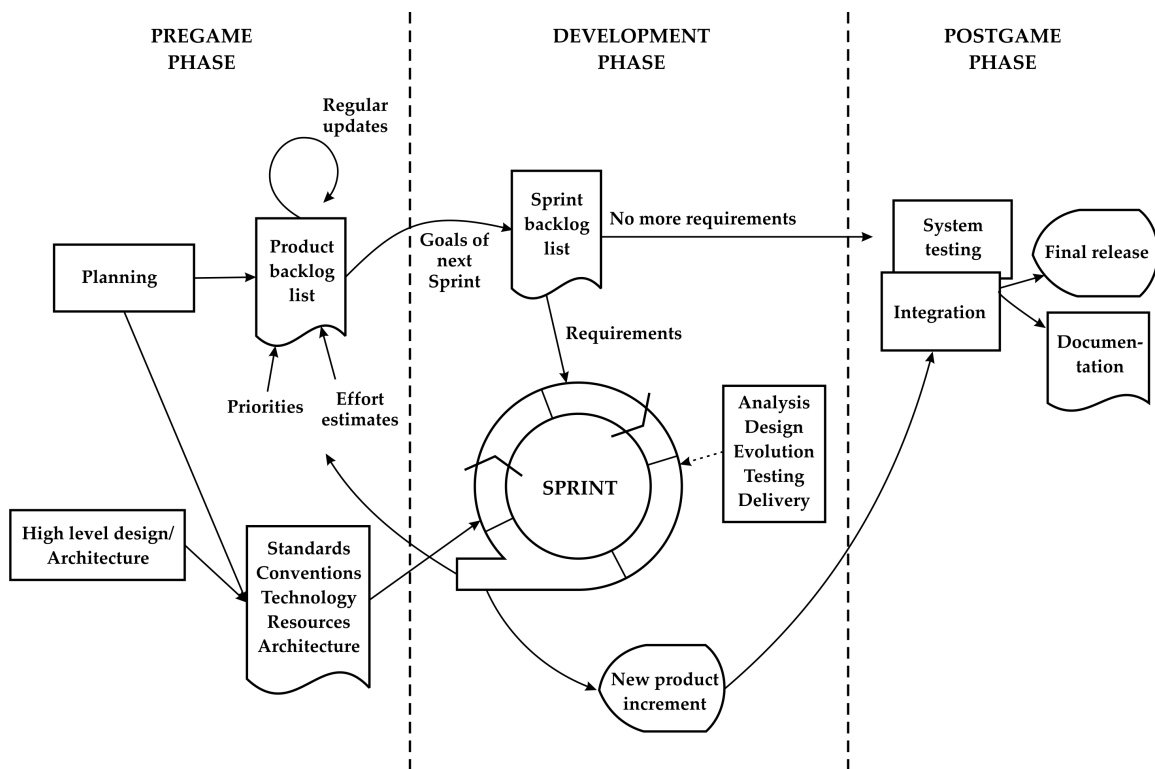 PREGAME
PHASE
DEVELOPMENT
PHASE
POSTGAME
PHASE
Regular
updates
Planning
Product
backlog
list
Priorities
Effort
estimates
High level design/
Architecture
Standards
Conventions
Technology
Resources
Architecture
Goals of
next
Sprint
Sprint
backlog
list
No more requirements
Requirements
SPRINT
Analysis
Design
Evolution
Testing
Delivery
New product
increment
System
testing
Integration
Final release
Documen-
tation